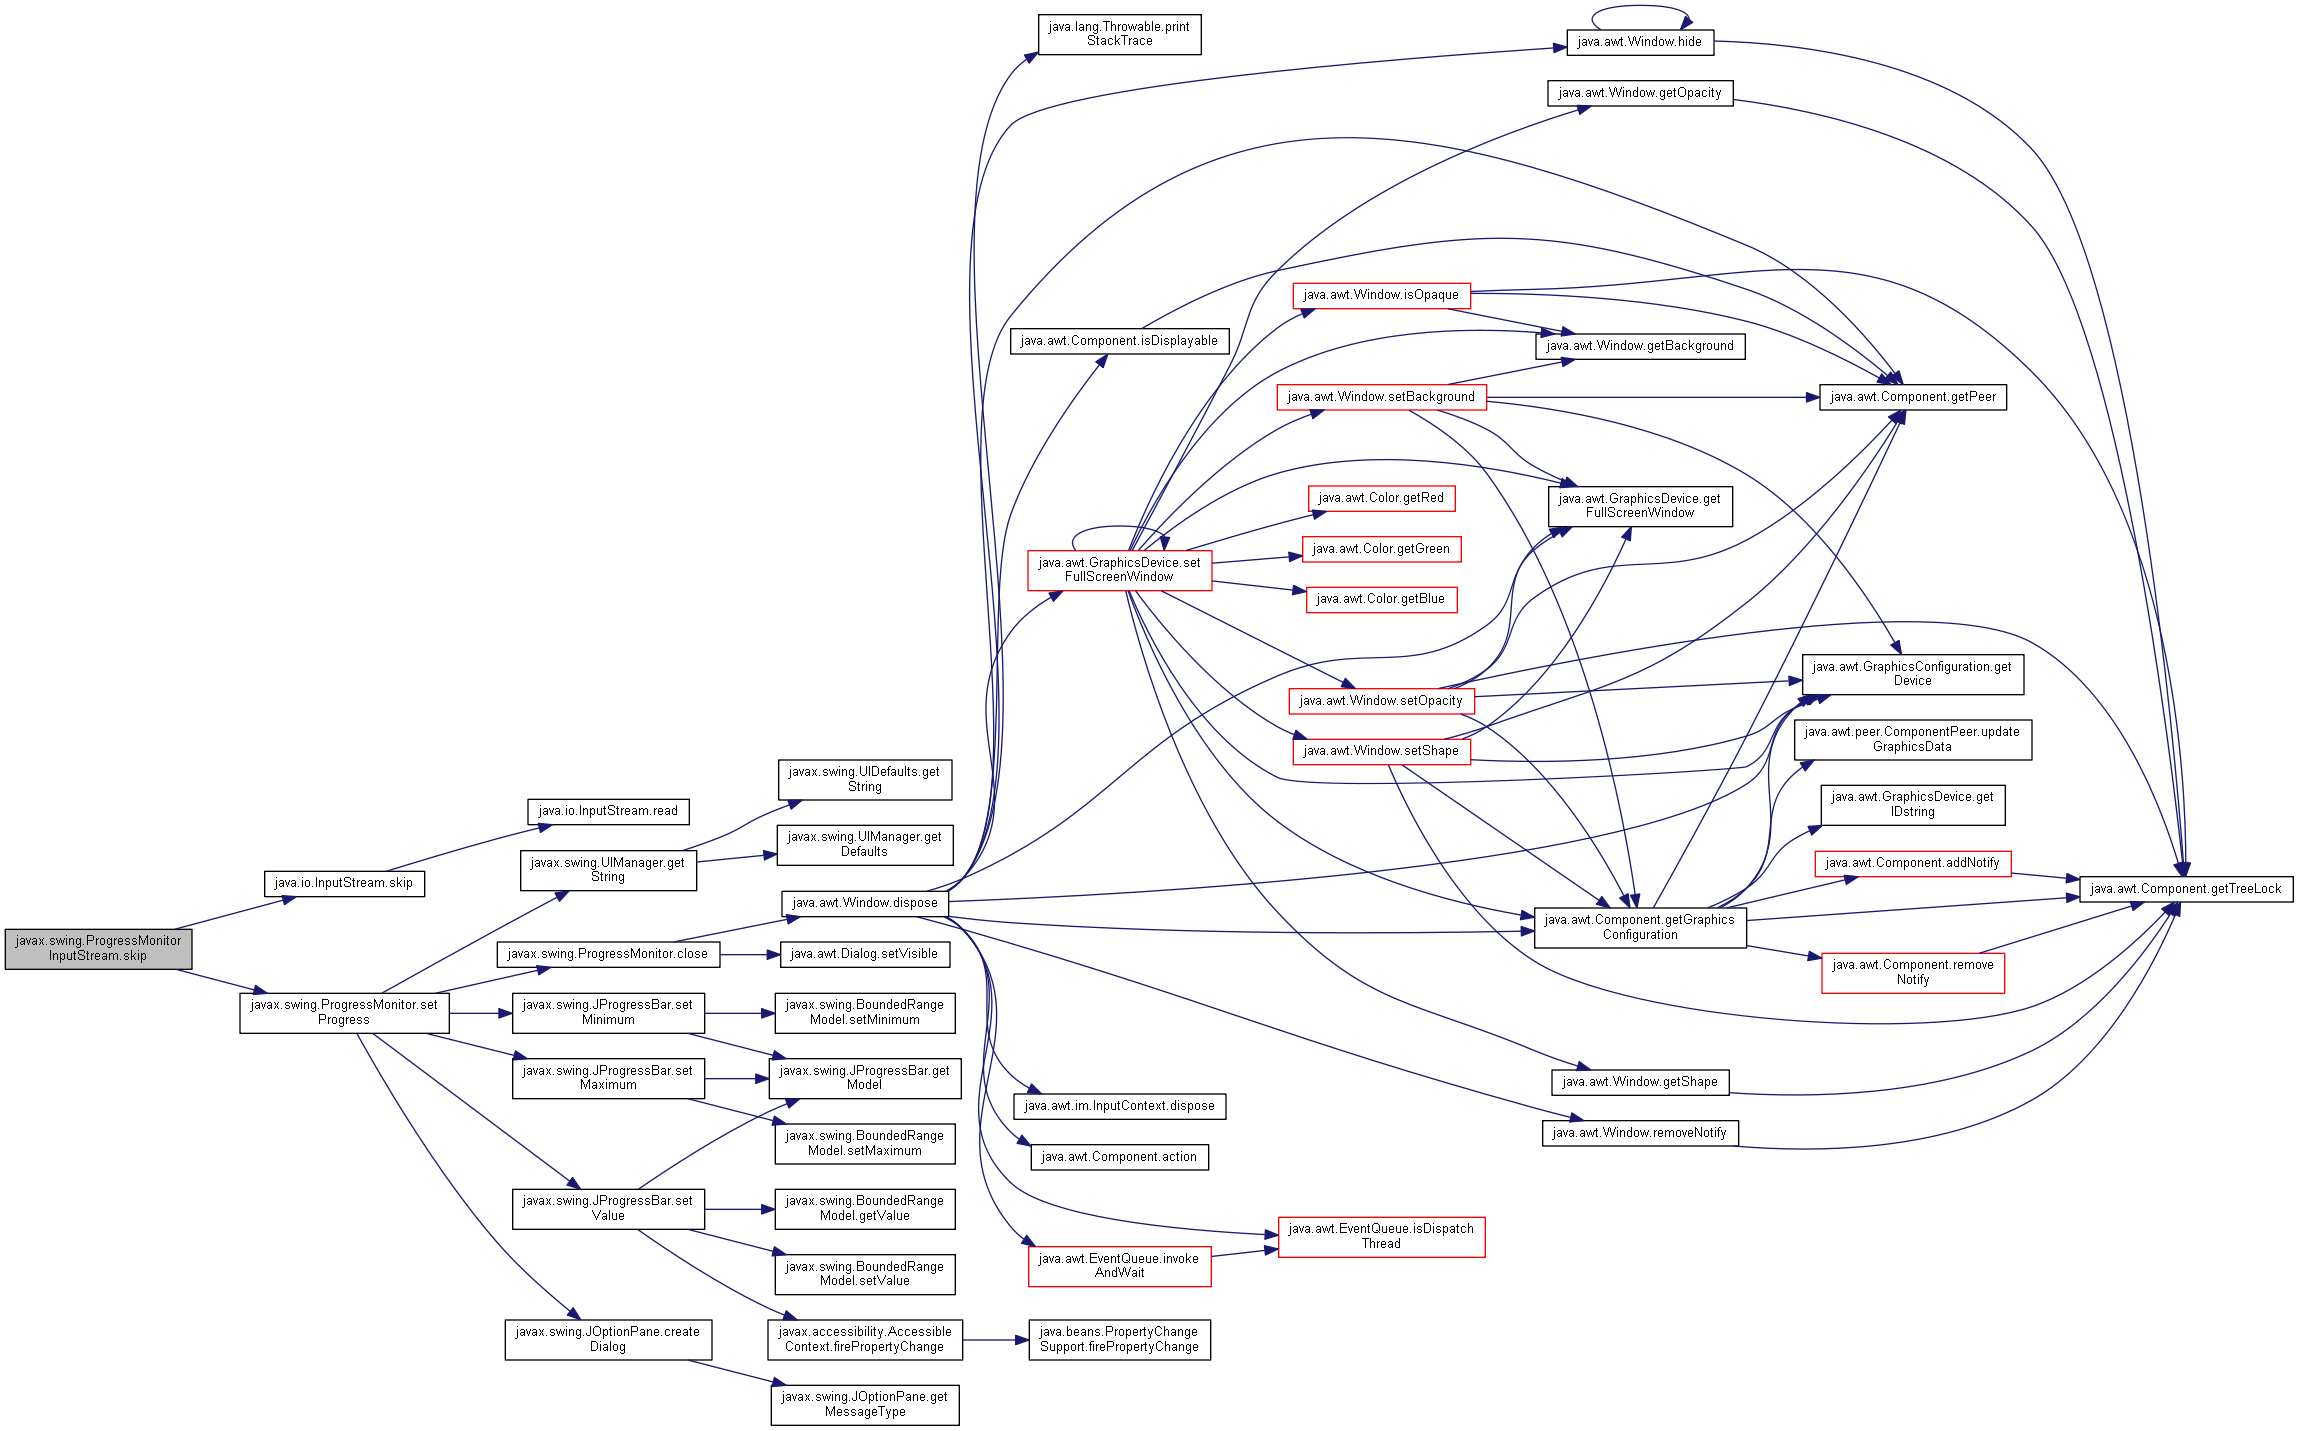 java.lang.Throwable.print
StackTrace
java.awt.Window.hide
java.awt.Window.getOpacity
java.awt.Window.isOpaque
java.awt.Component.isDisplayable
java.awt.Window.getBackground
java.awt.Window.setBackground
java.awt.Component.getPeer
java.awt.Color.getRed
java.awt.GraphicsDevice.get
FullScreenWindow
java.awt.Color.getGreen
java.awt.GraphicsDevice.set
FullScreenWindow
java.awt.Color.getBlue
java.awt.GraphicsConfiguration.get
Device
java.awt.Window.setOpacity
java.awt.peer.ComponentPeer.update
GraphicsData
java.awt.Window.setShape
javax.swing.UIDefaults.get
String
java.awt.GraphicsDevice.get
IDstring
java.io.InputStream.read
javax.swing.UIManager.get
Defaults
javax.swing.UIManager.get
String
java.awt.Component.addNotify
java.io.InputStream.skip
java.awt.Component.getTreeLock
java.awt.Window.dispose
java.awt.Component.getGraphics
Configuration
javax.swing.ProgressMonitor
InputStream.skip
javax.swing.ProgressMonitor.close
java.awt.Dialog.setVisible
java.awt.Component.remove
Notify
javax.swing.ProgressMonitor.set
Progress
javax.swing.JProgressBar.set
Minimum
javax.swing.BoundedRange
Model.setMinimum
javax.swing.JProgressBar.set
Maximum
javax.swing.JProgressBar.get
Model
java.awt.Window.getShape
java.awt.im.InputContext.dispose
java.awt.Window.removeNotify
javax.swing.BoundedRange
Model.setMaximum
java.awt.Component.action
javax.swing.JProgressBar.set
Value
javax.swing.BoundedRange
Model.getValue
java.awt.EventQueue.isDispatch
Thread
java.awt.EventQueue.invoke
AndWait
javax.swing.BoundedRange
Model.setValue
javax.swing.JOptionPane.create
Dialog
javax.accessibility.Accessible
Context.firePropertyChange
java.beans.PropertyChange
Support.firePropertyChange
javax.swing.JOptionPane.get
MessageType